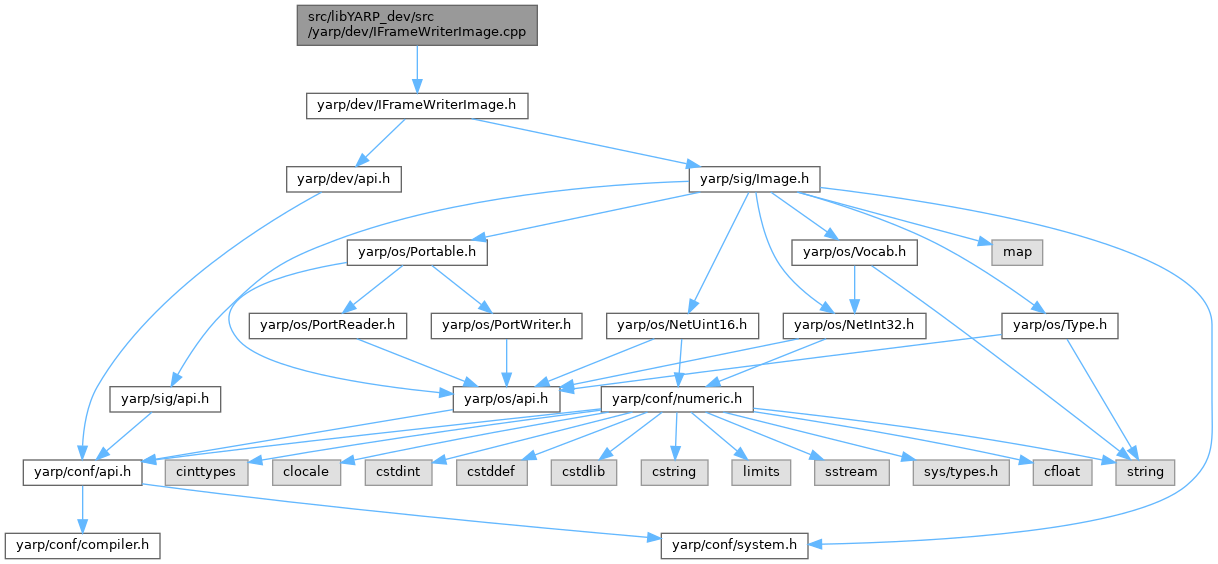 src/libYARP_dev/src
/yarp/dev/IFrameWriterImage.cpp
yarp/dev/IFrameWriterImage.h
yarp/dev/api.h
yarp/sig/Image.h
yarp/os/Portable.h
yarp/os/Vocab.h
map
yarp/os/PortReader.h
yarp/os/PortWriter.h
yarp/os/NetUint16.h
yarp/os/NetInt32.h
yarp/os/Type.h
yarp/sig/api.h
yarp/os/api.h
yarp/conf/numeric.h
yarp/conf/api.h
cinttypes
clocale
cstdint
cstddef
cstdlib
cstring
limits
sstream
sys/types.h
cfloat
string
yarp/conf/compiler.h
yarp/conf/system.h